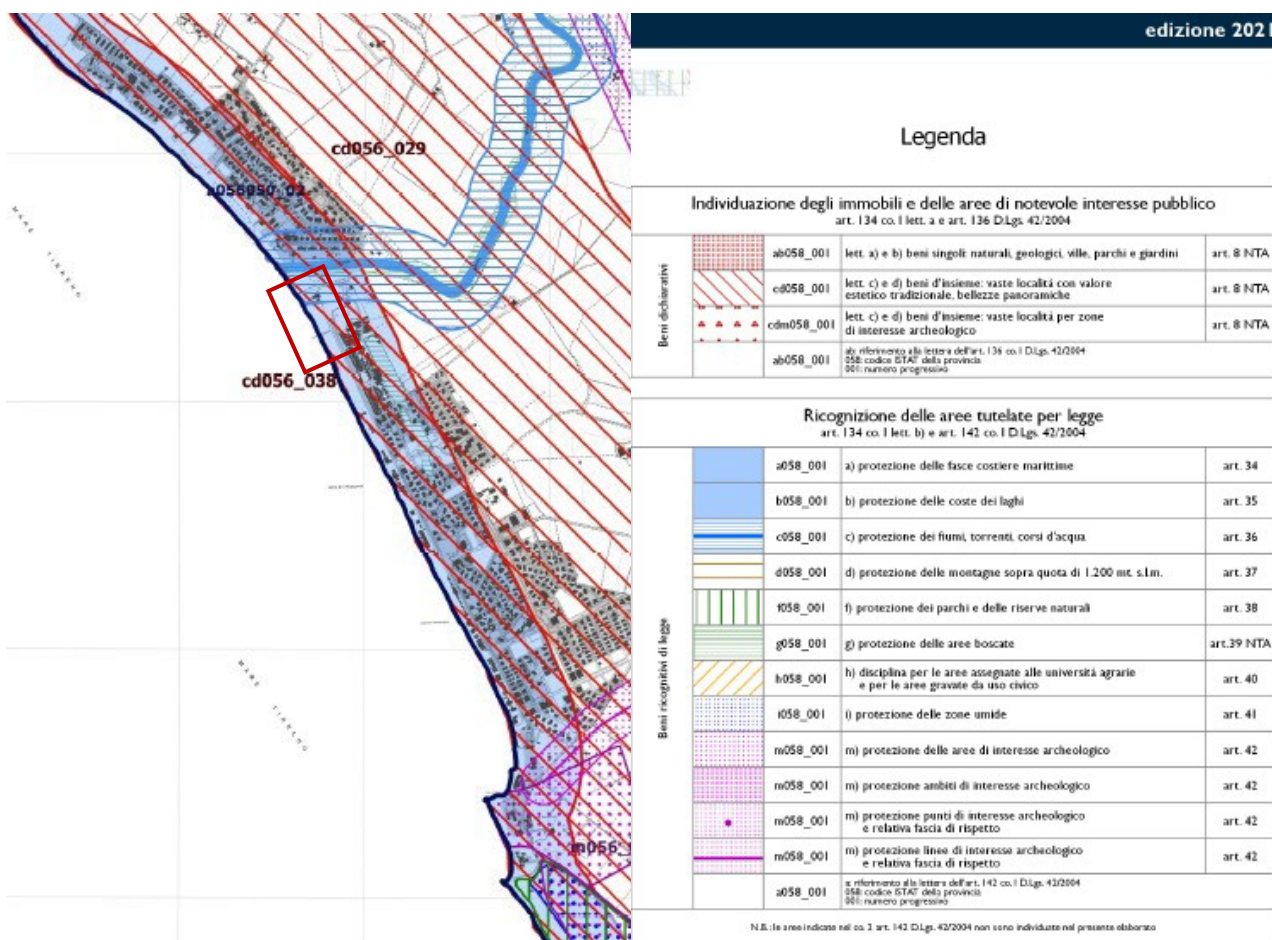 edizione 2021
Legenda
cd056_029
cd056_038
MARE TIRRENO
MARE TIRRENO
m056_
Individuazione degli immobili e delle aree di notevole interesse pubblico
art. 134 co. 1 lett. a e art. 136 D.Lgs. 42/2004
Beni dichiarativi
ab058_001 lett. a) e b) beni singoli: naturali, geologici, ville, parchi e giardini art. 8 NTA
cd058_001 lett. c) e d) beni d'insieme: vaste località con valore
estetico tradizionale, bellezze panoramiche art. 8 NTA
cdm058_001 lett. c) e d) beni d'insieme: vaste località per zone
di interesse archeologico art. 8 NTA
ab058_001 ab: riferimento alla lettera dell'art. 136 co. 1 D.Lgs. 42/2004
058: codice ISTAT della provincia
001: numero progressivo
Ricognizione delle aree tutelate per legge
art. 134 co. 1 lett. b) e art. 142 co. 1 D.Lgs. 42/2004
Beni ricognitivi di legge
a058_001 a) protezione delle fasce costiere marittime art. 34
b058_001 b) protezione delle coste dei laghi art. 35
c058_001 c) protezione dei fiumi, torrenti, corsi d'acqua art. 36
d058_001 d) protezione delle montagne sopra quota di 1.200 mt. s.l.m. art. 37
f058_001 f) protezione dei parchi e delle riserve naturali art. 38
g058_001 g) protezione delle aree boscate art.39 NTA
h058_001 h) disciplina per le aree assegnate alle università agrarie
e per le aree gravate da uso civico art. 40
i058_001 i) protezione delle zone umide art. 41
m058_001 m) protezione delle aree di interesse archeologico art. 42
m058_001 m) protezione ambiti di interesse archeologico art. 42
m058_001 m) protezione punti di interesse archeologico
e relativa fascia di rispetto art. 42
m058_001 m) protezione linee di interesse archeologico
e relativa fascia di rispetto art. 42
a058_001 a: riferimento alla lettera dell'art. 142 co. 1 D.Lgs. 42/2004
058: codice ISTAT della provincia
001: numero progressivo
N.B.: le aree indicate nel co. 2 art. 142 D.Lgs. 42/2004 non sono individuate nel presente elaborato